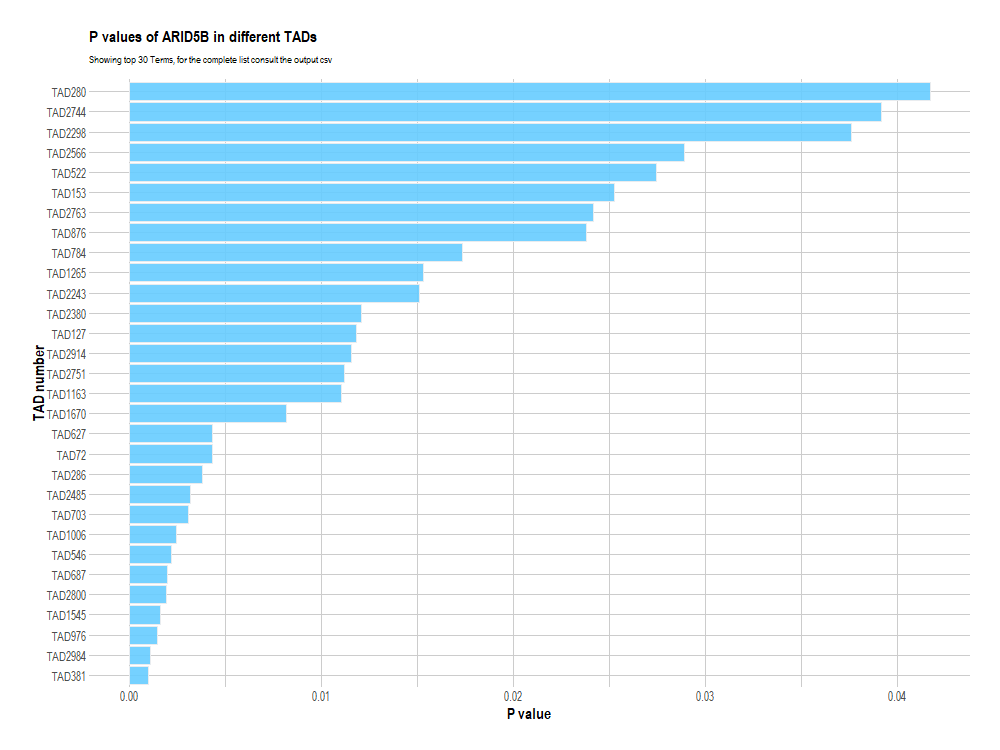 P values of ARID5B in different TADs
Showing top 30 Terms, for the complete list consult the output csv
TAD280
TAD2744
TAD2298
TAD2566
TAD522
TAD153
TAD2763
TAD876
TAD784
TAD1265
TAD2243
TAD2380
TAD127
TAD2914
TAD2751
TAD1163
TAD1670
TAD627
TAD72
TAD286
TAD2485
TAD703
TAD1006
TAD546
TAD687
TAD2800
TAD1545
TAD976
TAD2984
TAD381
TAD number
0.00 0.01 0.02 0.03 0.04
P value